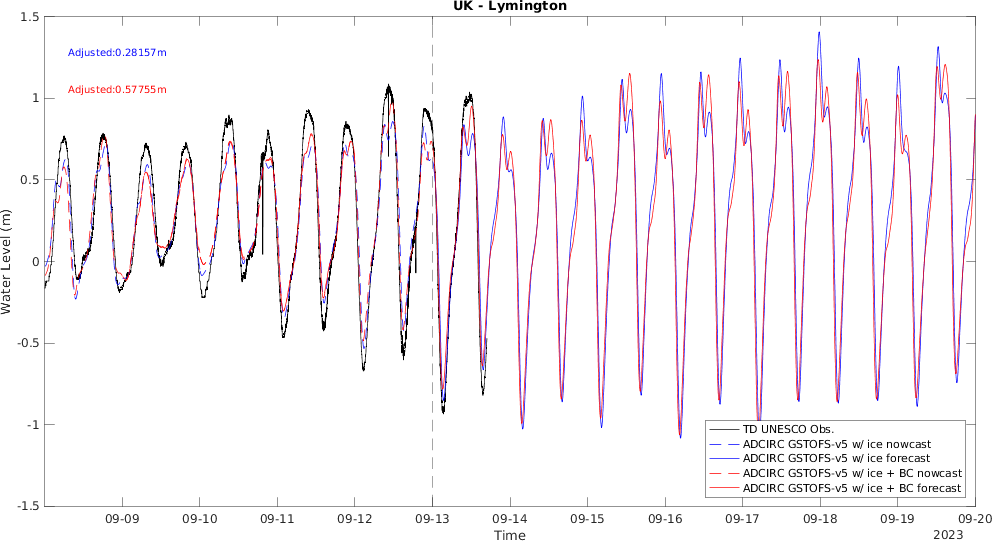 UK - Lymington
1.5
1
0.5
0
-0.5
-1
-1.5
Water Level (m)
Adjusted:0.28157m
Adjusted:0.57755m
TD UNESCO Obs.
ADCIRC GSTOFS-v5 w/ ice nowcast
ADCIRC GSTOFS-v5 w/ ice forecast
ADCIRC GSTOFS-v5 w/ ice + BC nowcast
ADCIRC GSTOFS-v5 w/ ice + BC forecast
09-09 09-10 09-11 09-12 09-13 09-14 09-15 09-16 09-17 09-18 09-19 09-20
Time
2023